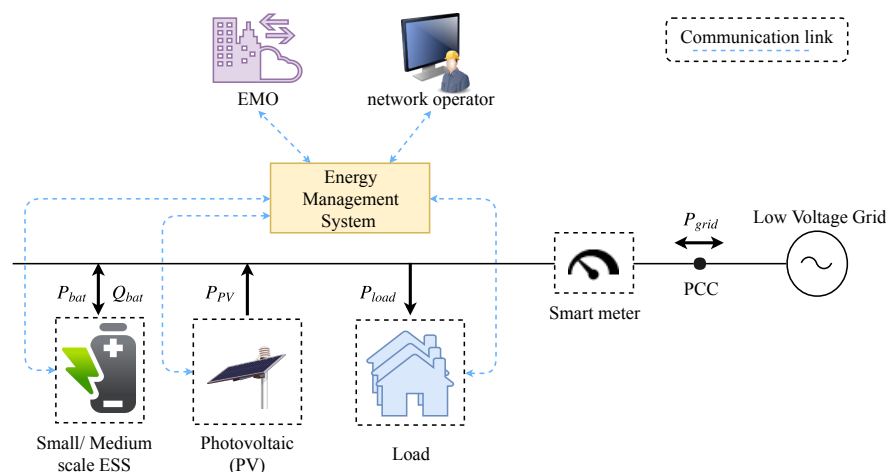 Communication link
EMO
network operator
Energy
Management
System
P_grid
Low Voltage Grid
P_bat
Q_bat
P_PV
P_load
PCC
Smart meter
Small/ Medium
scale ESS
Photovoltaic
(PV)
Load